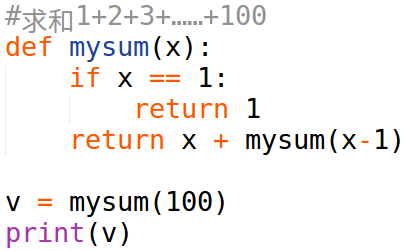 #求和1+2+3+……+100
def mysum(x):
    if x == 1:
        return 1
    return x + mysum(x-1)

v = mysum(100)
print(v)